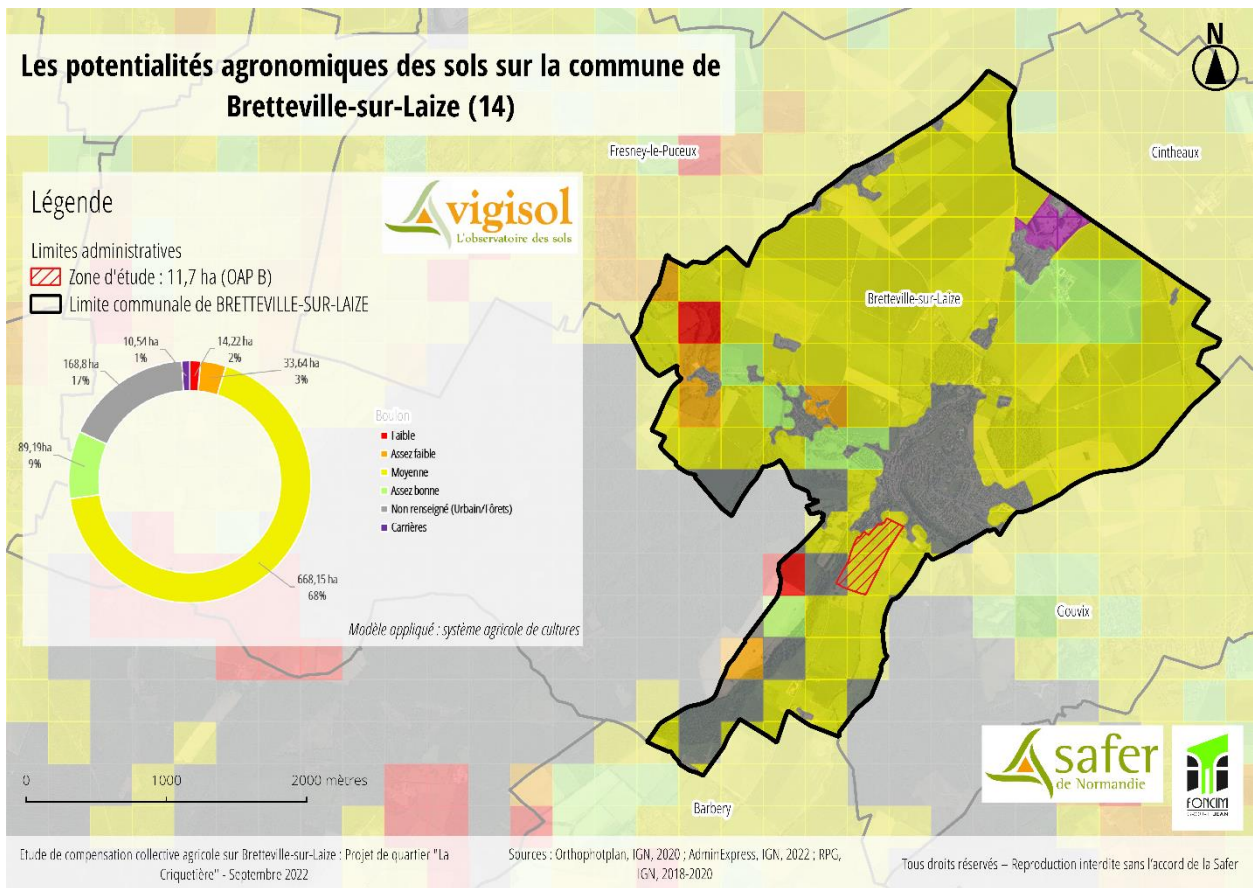 Les potentialités agronomiques des sols sur la commune de
Bretteville-sur-Laize (14)
N
Fresney-le-Puceux
Cintheaux
Légende
vigisol
L'observatoire des sols
Limites administratives
Zone d'étude : 11,7 ha (OAP B)
Limite communale de BRETTEVILLE-SUR-LAIZE
Bretteville-sur-Laize
10,54 ha
1%
14,22 ha
2%
33,64 ha
3%
168,8 ha
17%
89,19ha
9%
668,15 ha
68%
Boulon
Faible
Assez faible
Moyenne
Assez bonne
Non renseigné (Urbain/Fôrets)
Carrières
Modèle appliqué : système agricole de cultures
Gouvix
Barbery
0 1000 2000 mètres
safer
de Normandie
FONCIM
Etude de compensation collective agricole sur Bretteville-sur-Laize : Projet de quartier "La
Criquetière" - Septembre 2022
Sources : Orthophotplan, IGN, 2020 ; AdminExpress, IGN, 2022 ; RPG,
IGN, 2018-2020
Tous droits réservés – Reproduction interdite sans l'accord de la Safer